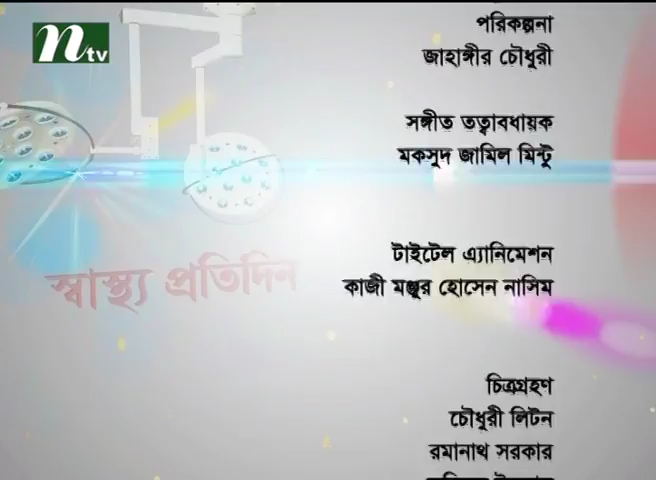 ntv
পরিকল্পনা
জাহাঙ্গীর চৌধুরী
সঙ্গীত তত্বাবধায়ক
মকসুদ জামিল মিন্টু
টাইটেল এ্যানিমেশন
কাজী মঞ্জুর হোসেন নাসিম
স্বাস্থ্য প্রতিদিন
চিত্রগ্রহণ
চৌধুরী লিটন
রমানাথ সরকার